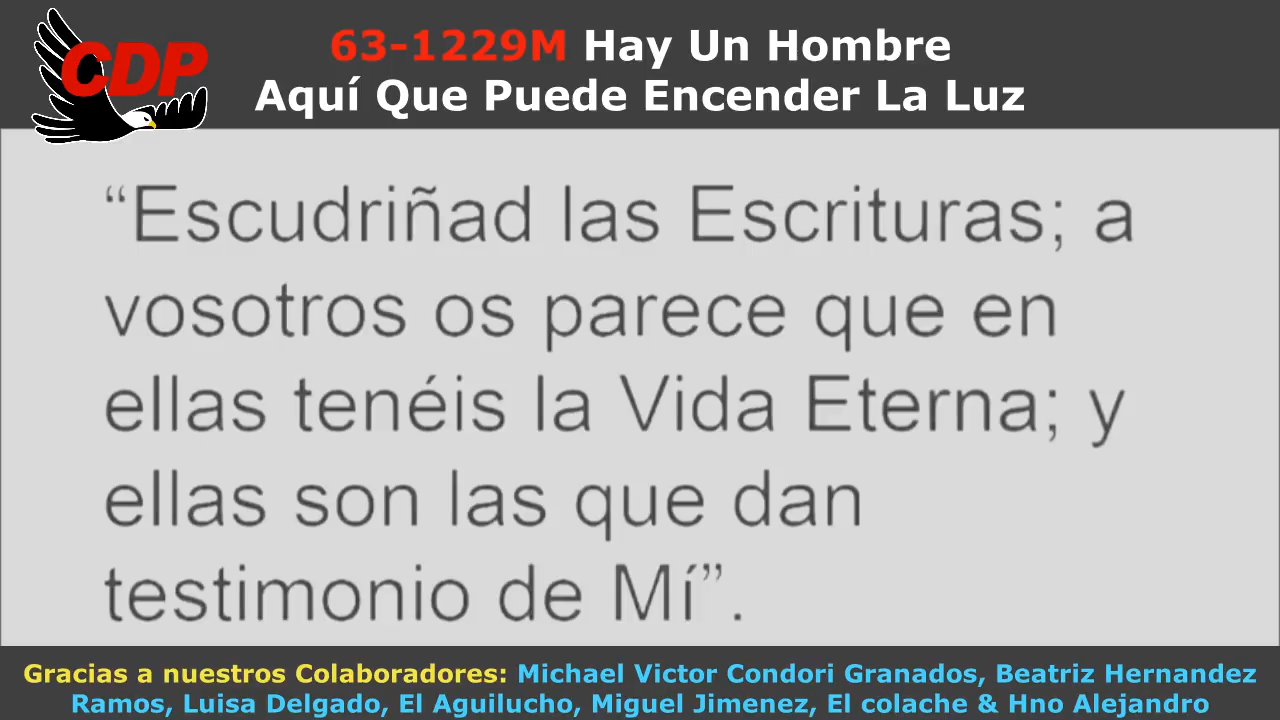 CDP
63-1229M Hay Un Hombre
Aquí Que Puede Encender La Luz
“Escudriñad las Escrituras; a
vosotros os parece que en
ellas tenéis la Vida Eterna; y
ellas son las que dan
testimonio de Mí”.
Gracias a nuestros Colaboradores: Michael Victor Condori Granados, Beatriz Hernandez
Ramos, Luisa Delgado, El Aguilucho, Miguel Jimenez, El colache & Hno Alejandro